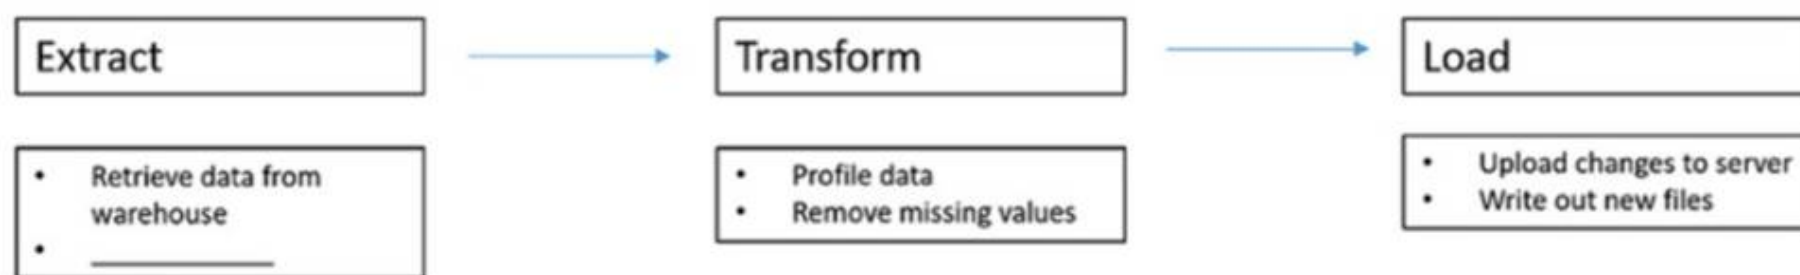 Extract
Transform
Load
• Retrieve data from
warehouse
• __________
• Profile data
• Remove missing values
• Upload changes to server
• Write out new files